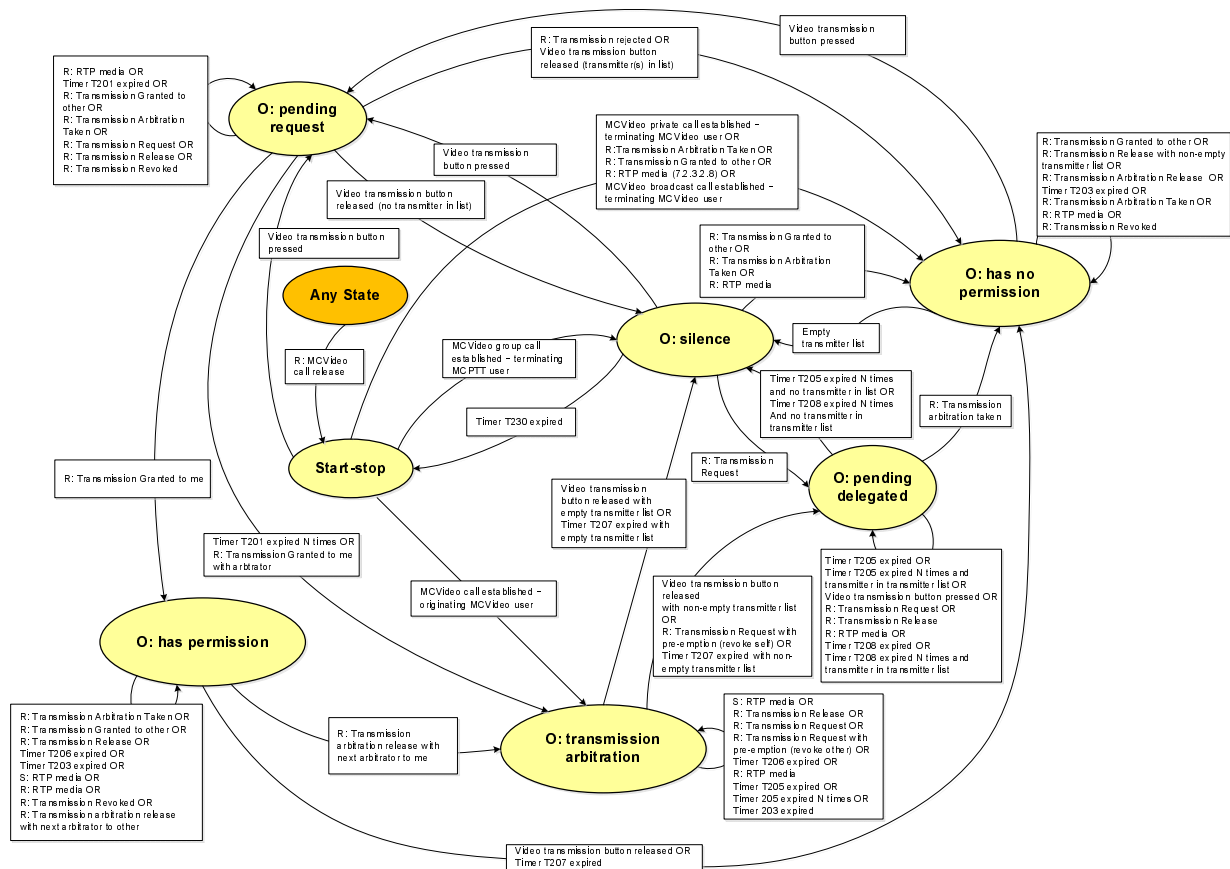 Video transmission
button pressed
R: Transmission rejected OR
Video transmission button
released (transmitter(s) in list)
R: RTP media OR
Timer T201 expired OR
R: Transmission Granted to
other OR
R: Transmission Arbitration
Taken OR
R: Transmission Request OR
R: Transmission Release OR
R: Transmission Revoked
O: pending
request
MCVideo private call established –
terminating MCVideo user OR
R:Transmission Arbitration Taken OR
R: Transmission Granted to other OR
R: RTP media (7.2.3.2.8) OR
MCVideo broadcast call established –
terminating MCVideo user
Video transmission
button pressed
R: Transmission Granted to other OR
R: Transmission Release with non-empty
transmitter list OR
R: Transmission Arbitration Release OR
Timer T203 expired OR
R: Transmission Arbitration Taken OR
R: RTP media OR
R: Transmission Revoked
Video transmission button
released (no transmitter in list)
Video transmission button
pressed
R: Transmission Granted to
other OR
R: Transmission Arbitration
Taken OR
R: RTP media
O: has no
permission
Any State
O: silence
Empty
transmitter list
MCVideo group call
established – terminating
MCPTT user
R: MCVideo
call release
Timer T205 expired N times
and no transmitter in list OR
Timer T208 expired N times
And no transmitter in
transmitter list
R: Transmission
arbitration taken
Timer T230 expired
Start-stop
R: Transmission
Request
O: pending
delegated
R: Transmission Granted to me
Video transmission
button released with
empty transmitter list OR
Timer T207 expired with
empty transmitter list
Timer T201 expired N times OR
R: Transmission Granted to me
with arbtrator
MCVideo call established –
originating MCVideo user
Video transmission button
released
with non-empty transmitter list
OR
R: Transmission Request with
pre-emption (revoke self) OR
Timer T207 expired with non-
empty transmitter list
Timer T205 expired OR
Timer T205 expired N times and
transmitter in transmitter list OR
Video transmission button pressed OR
R: Transmission Request OR
R: Transmission Release
R: RTP media OR
Timer T208 expired OR
Timer T208 expired N times and
transmitter in transmitter list
O: has permission
R: Transmission Arbitration Taken OR
R: Transmission Granted to other OR
R: Transmission Release OR
Timer T206 expired OR
Timer T203 expired OR
S: RTP media OR
R: RTP media OR
R: Transmission Revoked OR
R: Transmission arbitration release
with next arbitrator to other
R: Transmission
arbitration release with
next arbitrator to me
O: transmission
arbitration
S: RTP media OR
R: Transmission Release OR
R: Transmission Request OR
R: Transmission Request with
pre-emption (revoke other) OR
Timer T206 expired OR
R: RTP media
Timer T205 expired OR
Timer 205 expired N times OR
Timer 203 expired
Video transmission button released OR
Timer T207 expired